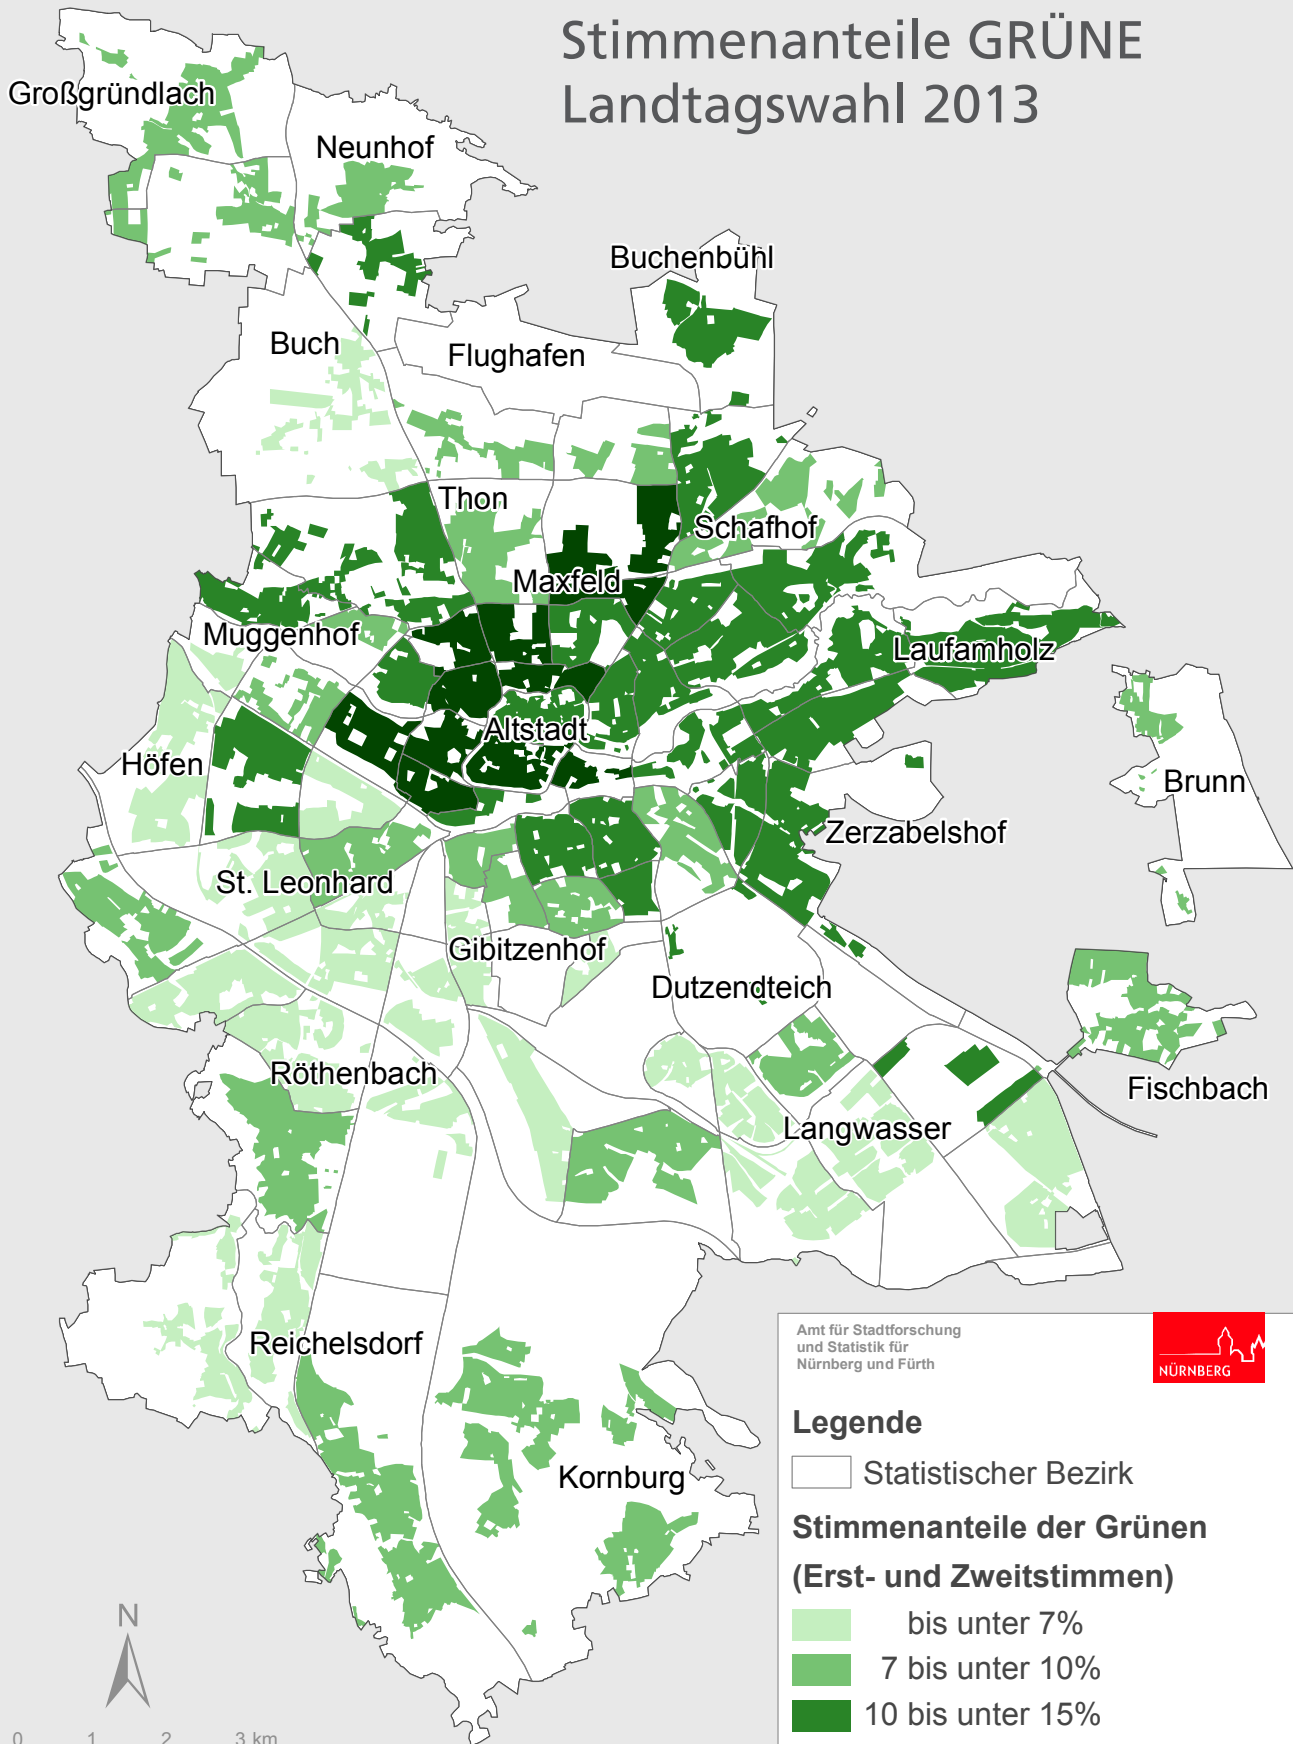 Stimmenanteile GRÜNE
Landtagswahl 2013
Großgründlach
Neunhof
Buchenbühl
Buch
Flughafen
Thon
Schafhof
Maxfeld
Muggenhof
Laufamholz
Altstadt
Höfen
Brunn
Zerzabelshof
St. Leonhard
Gibitzenhof
Dutzendteich
Röthenbach
Fischbach
Langwasser
Reichelsdorf
Kornburg
Amt für Stadtforschung
und Statistik für
Nürnberg und Fürth
NÜRNBERG
Legende
Statistischer Bezirk
Stimmenanteile der Grünen
(Erst- und Zweitstimmen)
bis unter 7%
7 bis unter 10%
10 bis unter 15%
N
0 1 2 3 km